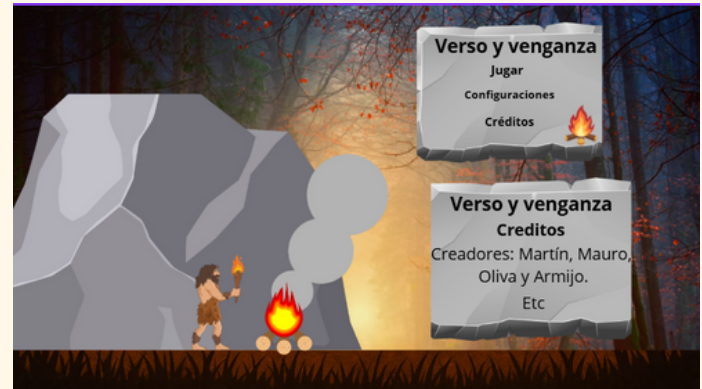 Verso y venganza
Jugar
Configuraciones
Créditos
Verso y venganza
Creditos
Creadores: Martín, Mauro,
Oliva y Armijo.
Etc